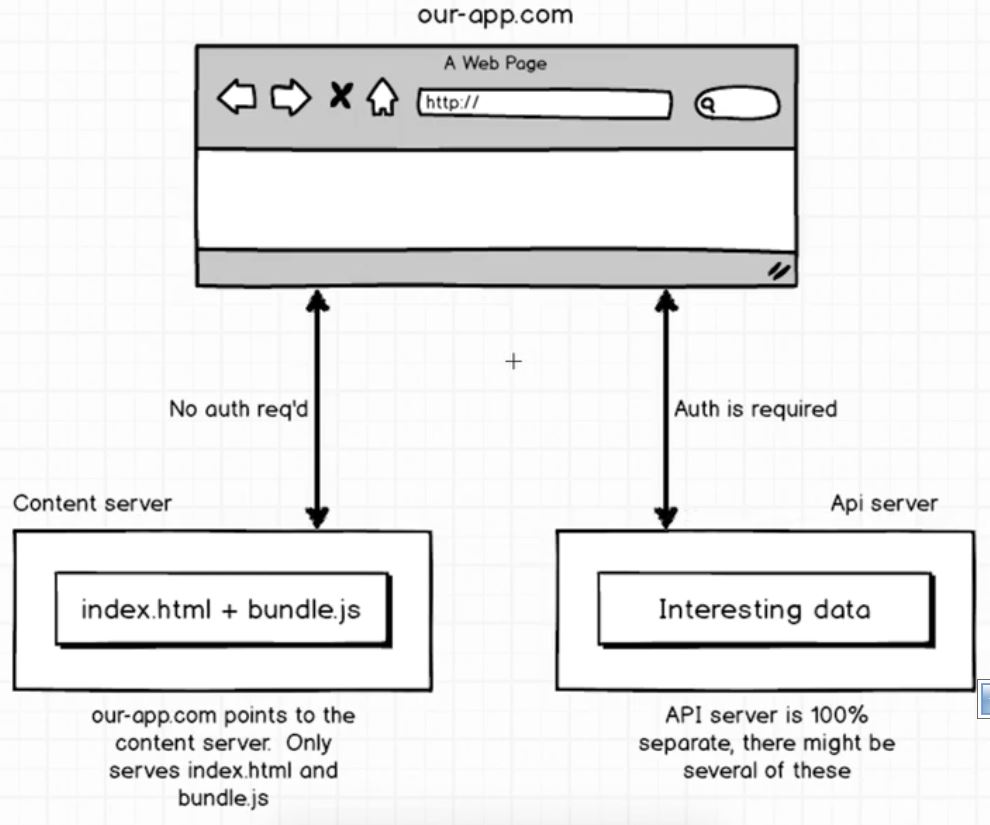 our-app.com
A Web Page
http://
No auth req'd
Auth is required
Content server
Api server
index.html + bundle.js
Interesting data
our-app.com points to the
content server. Only
serves index.html and
bundle.js
API server is 100%
separate, there might be
several of these